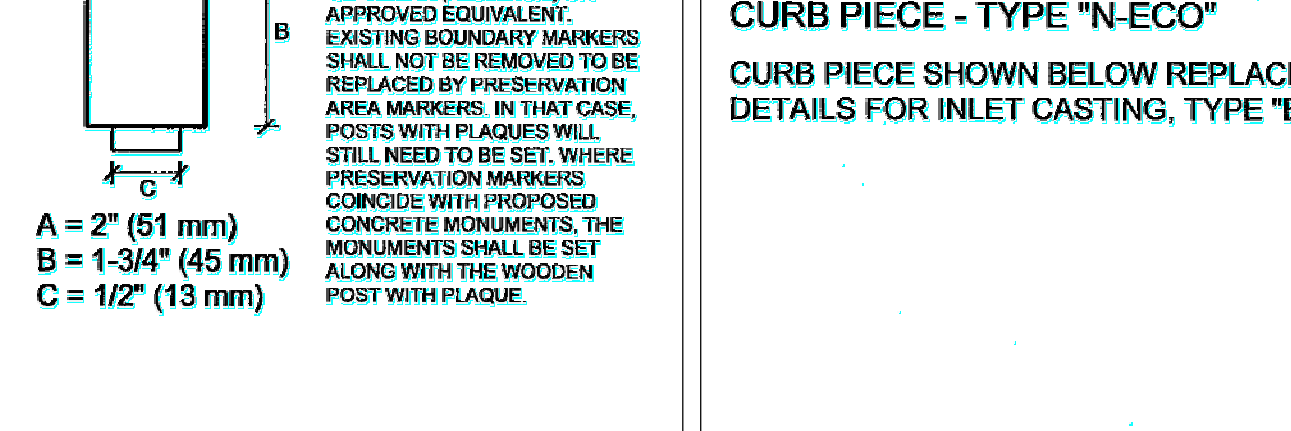 B
C
A = 2" (51 mm)
B = 1-3/4" (45 mm)
C = 1/2" (13 mm)
APPROVED EQUIVALENT.
EXISTING BOUNDARY MARKERS
SHALL NOT BE REMOVED TO BE
REPLACED BY PRESERVATION
AREA MARKERS. IN THAT CASE,
POSTS WITH PLAQUES WILL
STILL NEED TO BE SET. WHERE
PRESERVATION MARKERS
COINCIDE WITH PROPOSED
CONCRETE MONUMENTS, THE
MONUMENTS SHALL BE SET
ALONG WITH THE WOODEN
POST WITH PLAQUE.
CURB PIECE - TYPE "N-ECO"
CURB PIECE SHOWN BELOW
DETAILS FOR INLET CASTING, TYPE